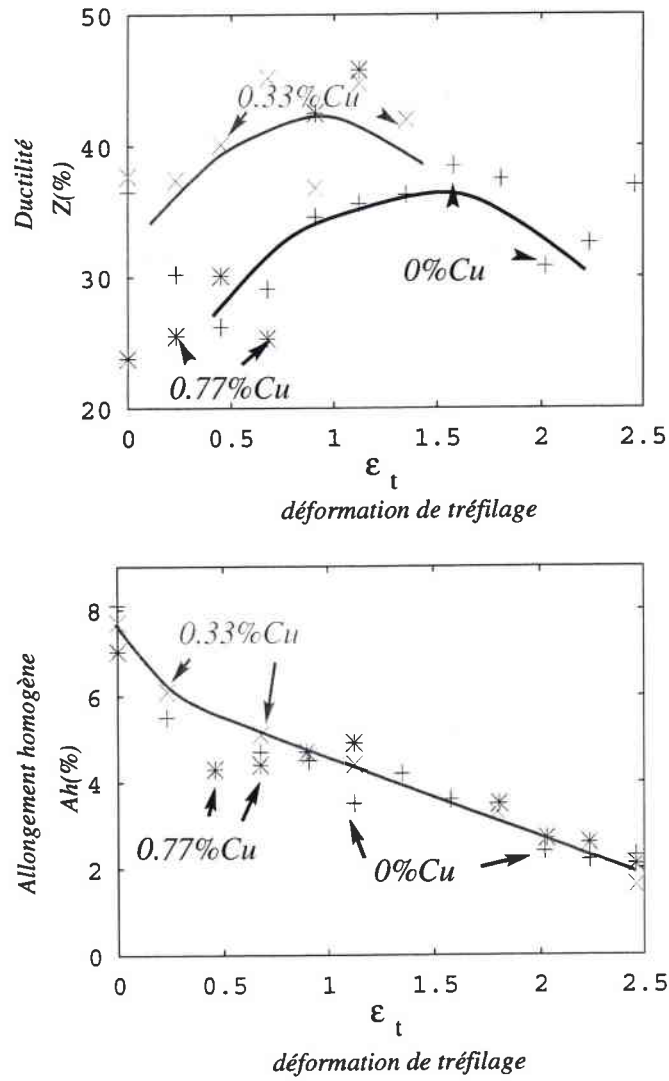 50
40
30
20
Ductilité
Z(%)
0.33%Cu
0%Cu
0.77%Cu
0 0.5 1 1.5 2 2.5
ε t
déformation de tréfilage
8
6
4
2
0
Allongement homogène
Ah(%)
0.33%Cu
0.77%Cu
0%Cu
0 0.5 1 1.5 2 2.5
ε t
déformation de tréfilage